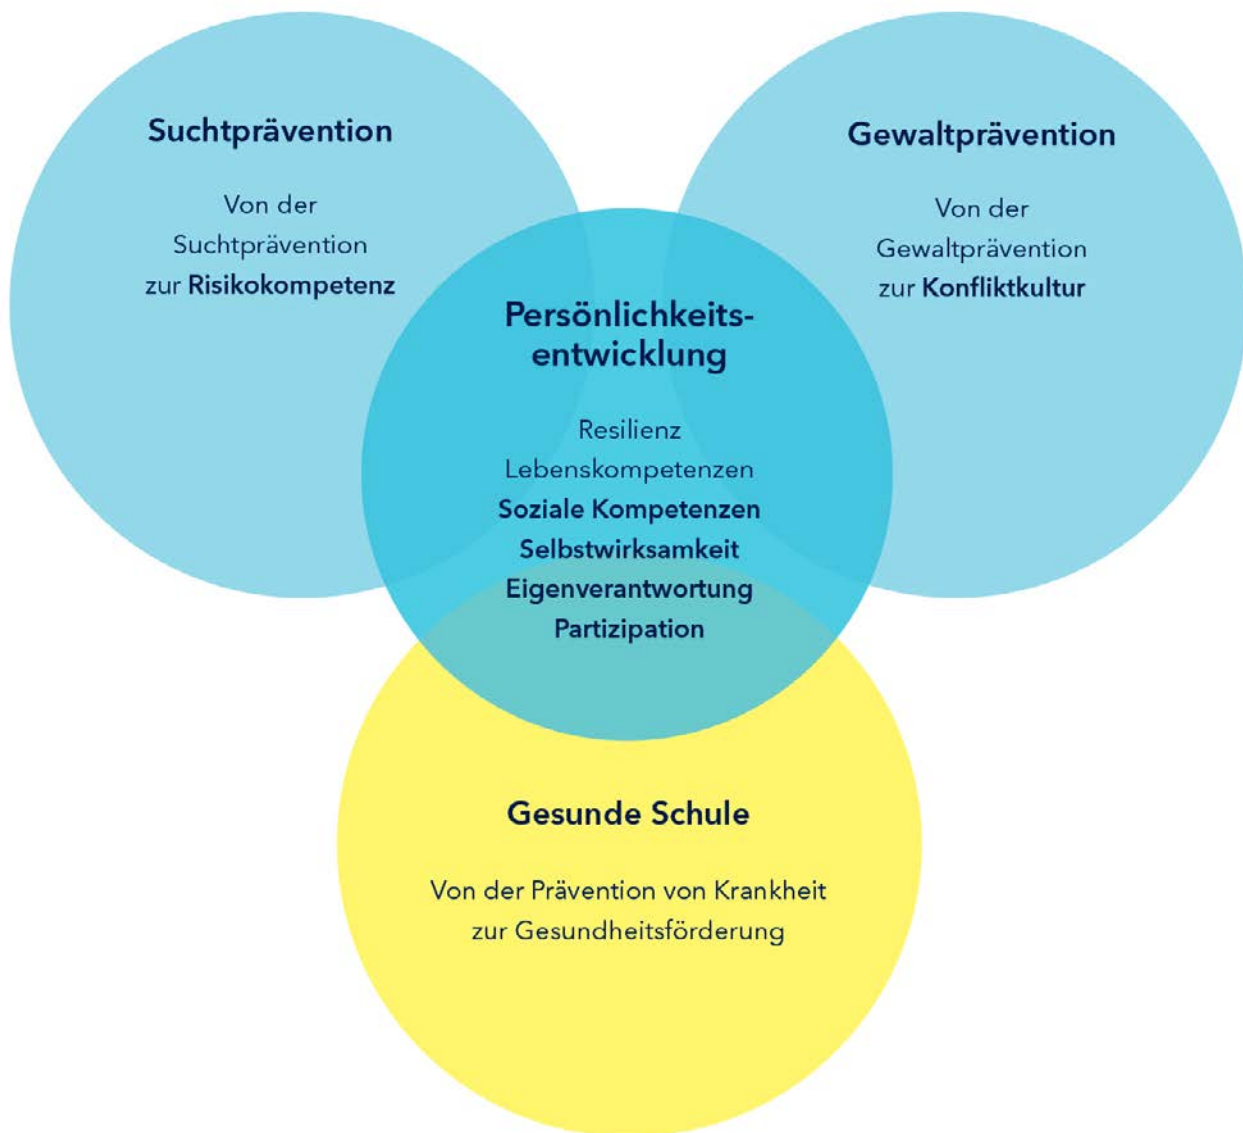 Suchtprävention
Von der
Suchtprävention
zur Risikokompetenz
Gewaltprävention
Von der
Gewaltprävention
zur Konfliktkultur
Persönlichkeits-
entwicklung
Resilienz
Lebenskompetenzen
Soziale Kompetenzen
Selbstwirksamkeit
Eigenverantwortung
Partizipation
Gesunde Schule
Von der Prävention von Krankheit
zur Gesundheitsförderung